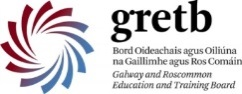 gretb
Bord Oideachais agus Oiliúna
na Gaillimhe agus Ros Comáin
Galway and Roscommon
Education and Training Board